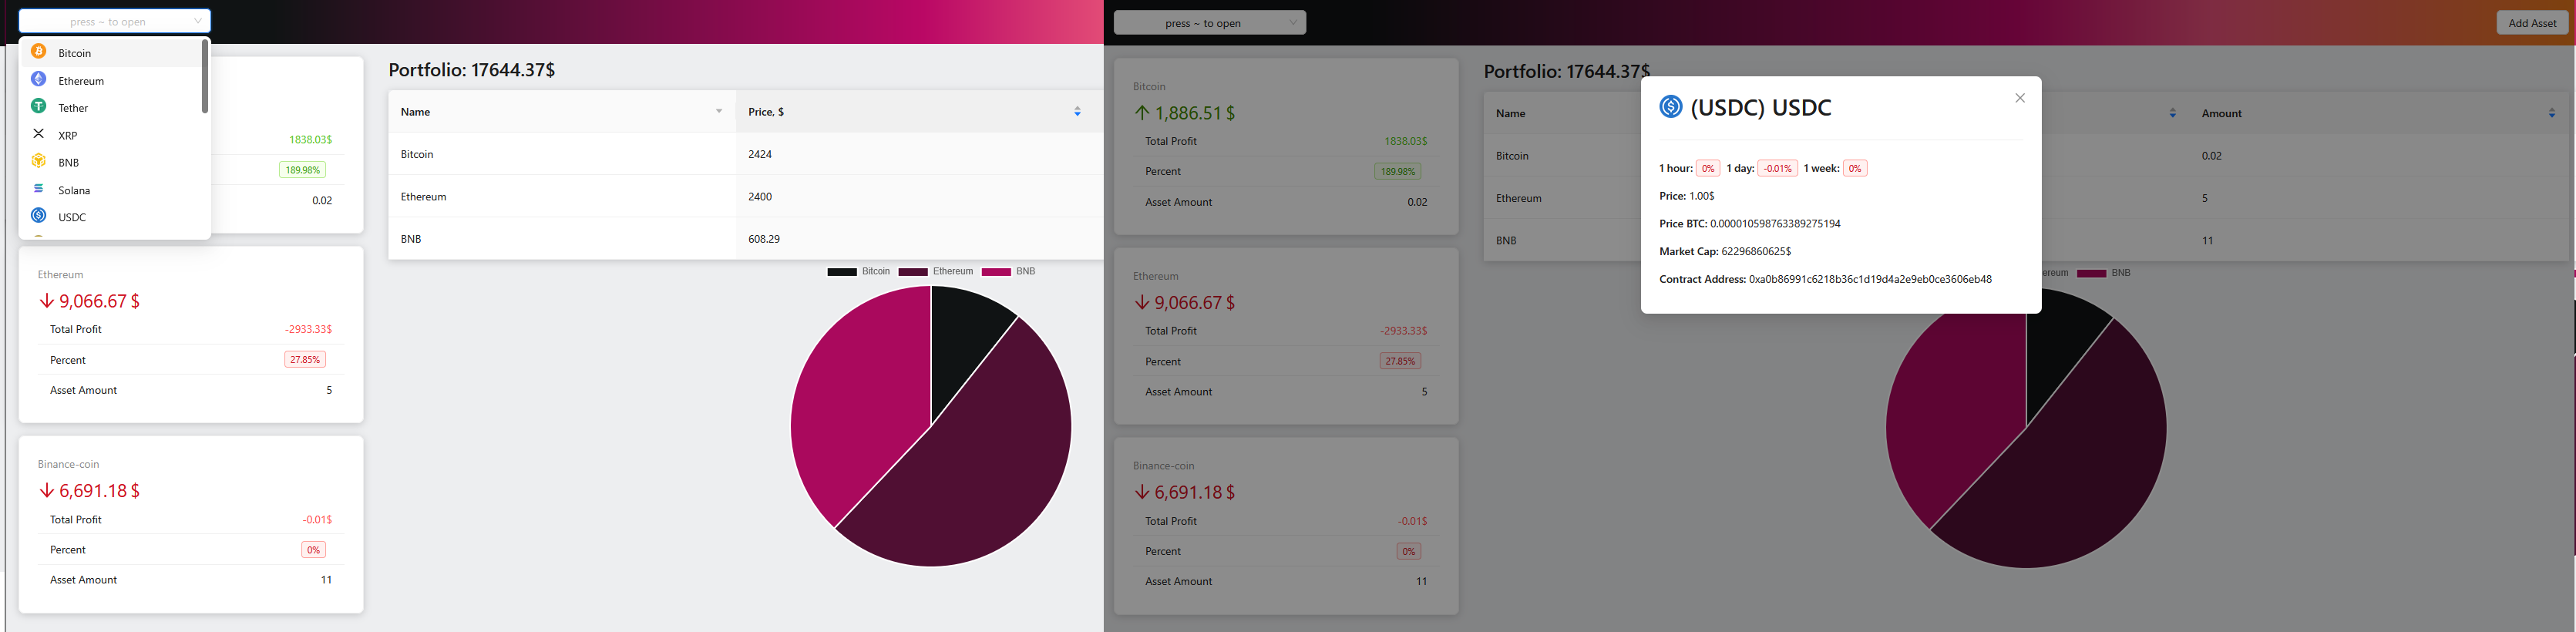 press ~ to open
Bitcoin
Ethereum
Tether
XRP
BNB
Solana
USDC
1838.03$
189.98%
0.02
Ethereum
9,066.67 $
Total Profit -2933.33$
Percent 27.85%
Asset Amount 5
Binance-coin
6,691.18 $
Total Profit -0.01$
Percent 0%
Asset Amount 11
Portfolio: 17644.37$
Name Price, $
Bitcoin 2424
Ethereum 2400
BNB 608.29
Bitcoin Ethereum BNB
press ~ to open
Add Asset
Bitcoin
1,886.51 $
Total Profit 1838.03$
Percent 189.98%
Asset Amount 0.02
Ethereum
9,066.67 $
Total Profit -2933.33$
Percent 27.85%
Asset Amount 5
Binance-coin
6,691.18 $
Total Profit -0.01$
Percent 0%
Asset Amount 11
Portfolio: 17644.37$
Name Amount
Bitcoin 0.02
Ethereum 5
BNB 11
ereum BNB
(USDC) USDC
1 hour: 0% 1 day: -0.01% 1 week: 0%
Price: 1.00$
Price BTC: 0.000010598763389275194
Market Cap: 62296860625$
Contract Address: 0xa0b86991c6218b36c1d19d4a2e9eb0ce3606eb48